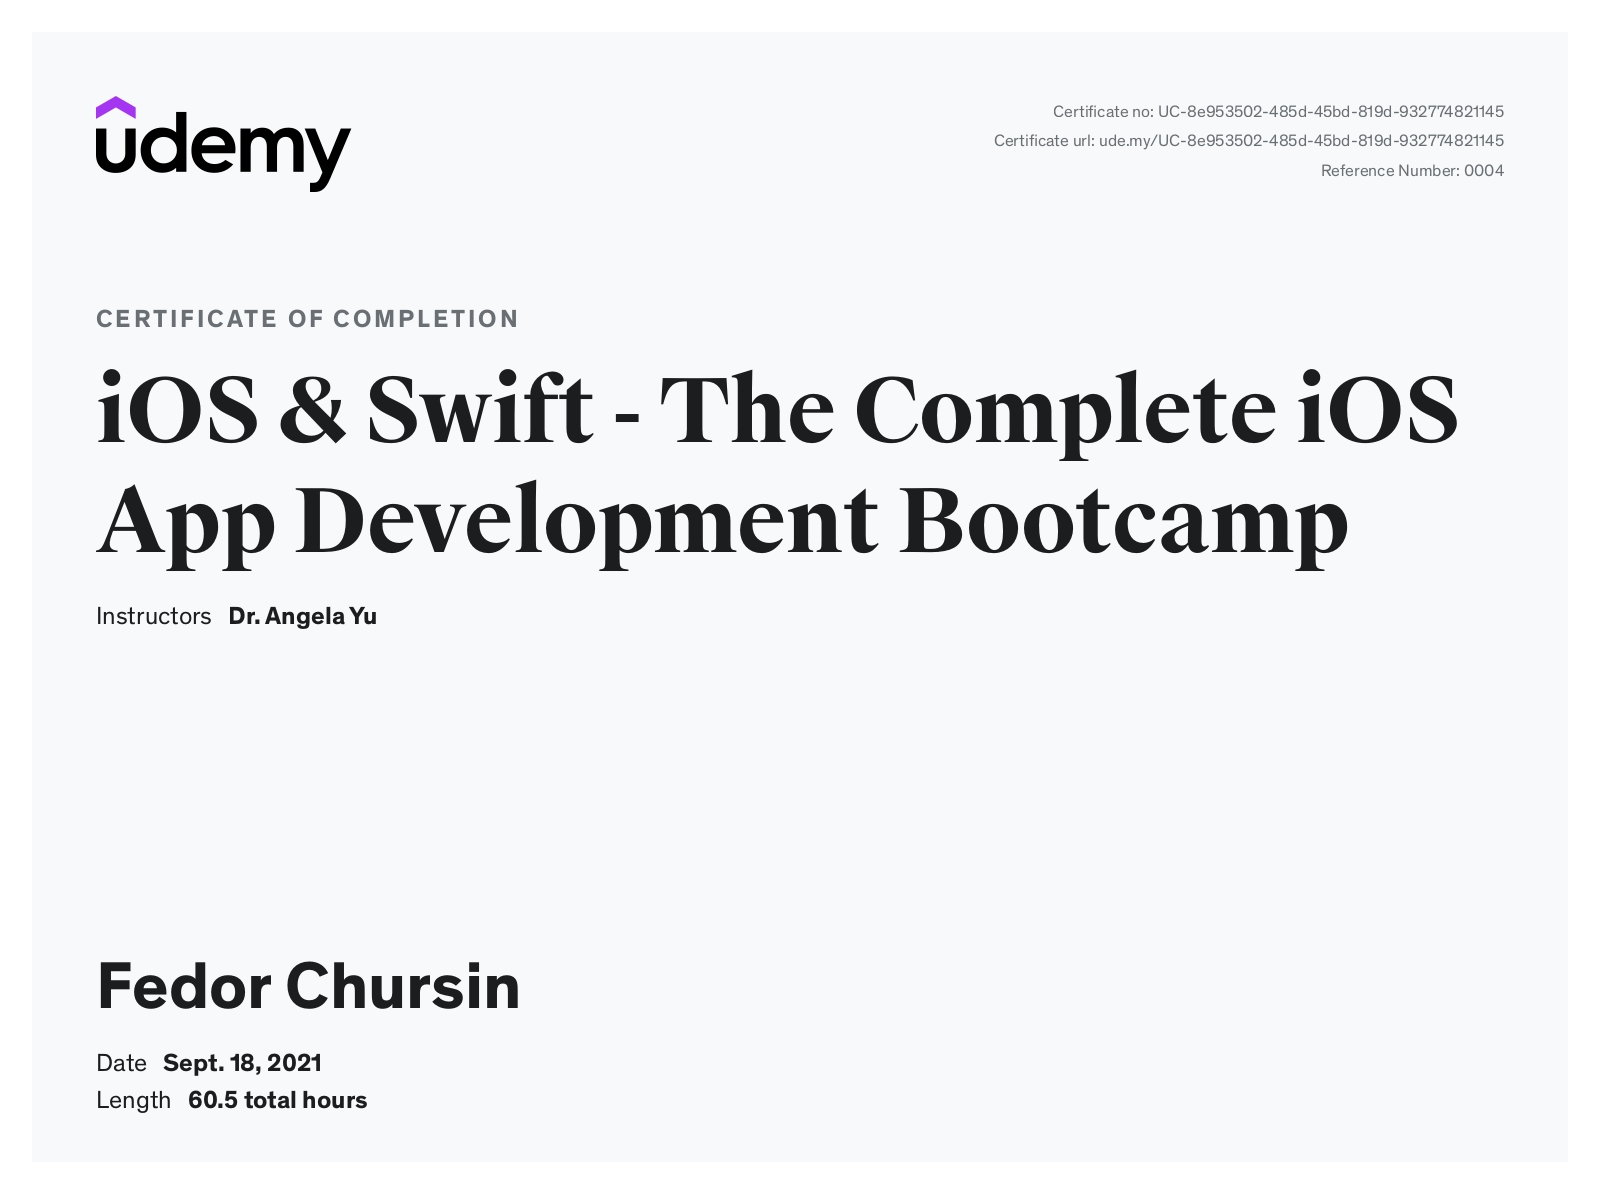 udemy
Certificate no: UC-8e953502-485d-45bd-819d-932774821145
Certificate url: ude.my/UC-8e953502-485d-45bd-819d-932774821145
Reference Number: 0004
CERTIFICATE OF COMPLETION
iOS & Swift - The Complete iOS
App Development Bootcamp
Instructors Dr. Angela Yu
Fedor Chursin
Date Sept. 18, 2021
Length 60.5 total hours